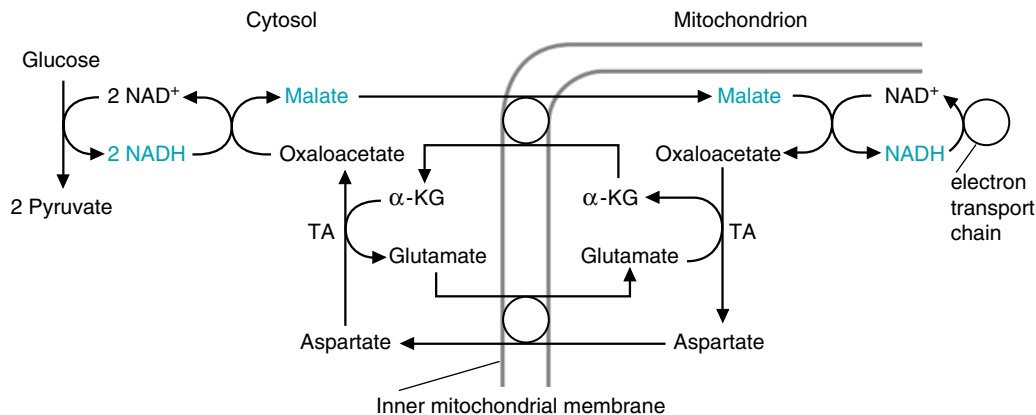 Cytosol
Mitochondrion
Glucose
2 NAD⁺
Malate
Malate
NAD⁺
2 NADH
Oxaloacetate
Oxaloacetate
NADH
2 Pyruvate
α-KG
α-KG
electron
transport
chain
TA
TA
Glutamate
Glutamate
Aspartate
Aspartate
Inner mitochondrial membrane